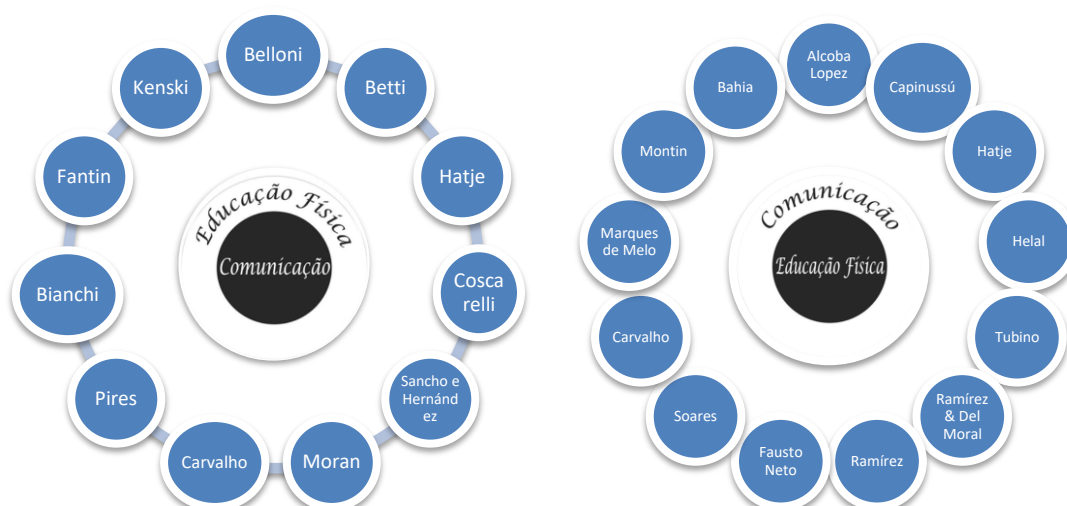 Belloni
Betti
Hatje
Cosca
relli
Sancho e
Hernánd
ez
Moran
Carvalho
Pires
Bianchi
Fantin
Kenski
Educação Física
Comunicação
Alcoba
Lopez
Capinussú
Hatje
Helal
Tubino
Ramírez
& Del
Moral
Ramírez
Fausto
Neto
Soares
Carvalho
Marques
de Melo
Montin
Bahia
Comunicação
Educação Física